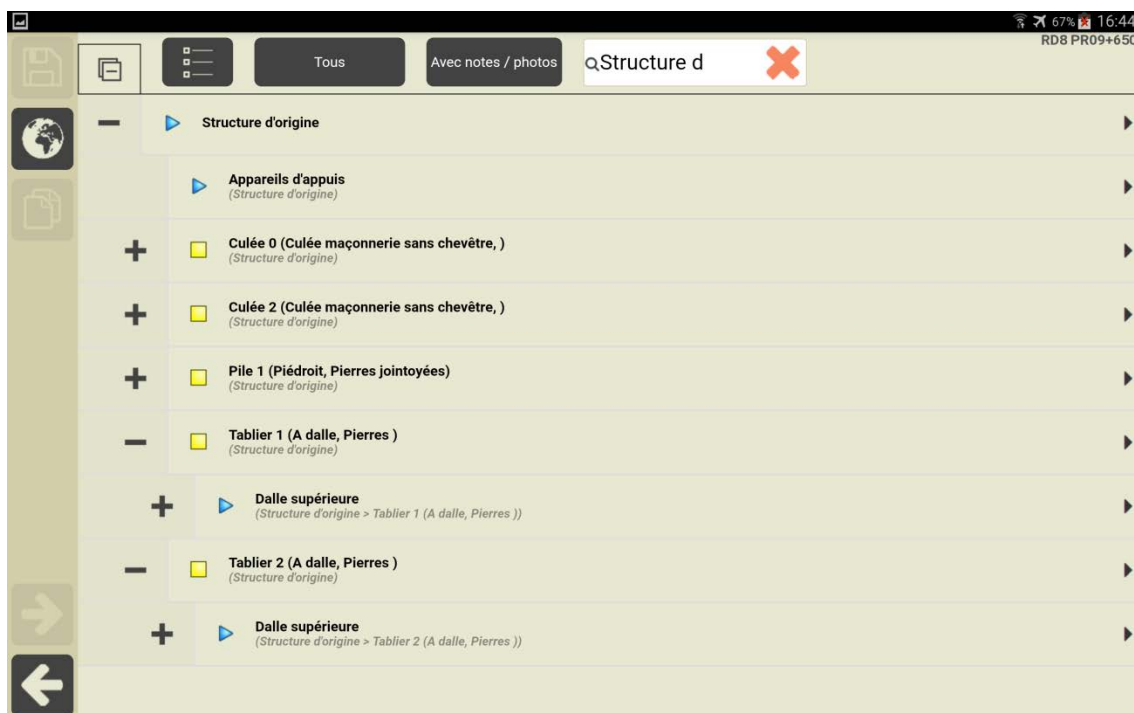 67% 16:44
RD8 PR09+650
Tous
Avec notes / photos
Structure d
Structure d'origine
Appareils d'appuis
(Structure d'origine)
Culée 0 (Culée maçonnerie sans chevêtre, )
(Structure d'origine)
Culée 2 (Culée maçonnerie sans chevêtre, )
(Structure d'origine)
Pile 1 (Piédroit, Pierres jointoyées)
(Structure d'origine)
Tablier 1 (A dalle, Pierres )
(Structure d'origine)
Dalle supérieure
(Structure d'origine > Tablier 1 (A dalle, Pierres ))
Tablier 2 (A dalle, Pierres )
(Structure d'origine)
Dalle supérieure
(Structure d'origine > Tablier 2 (A dalle, Pierres ))